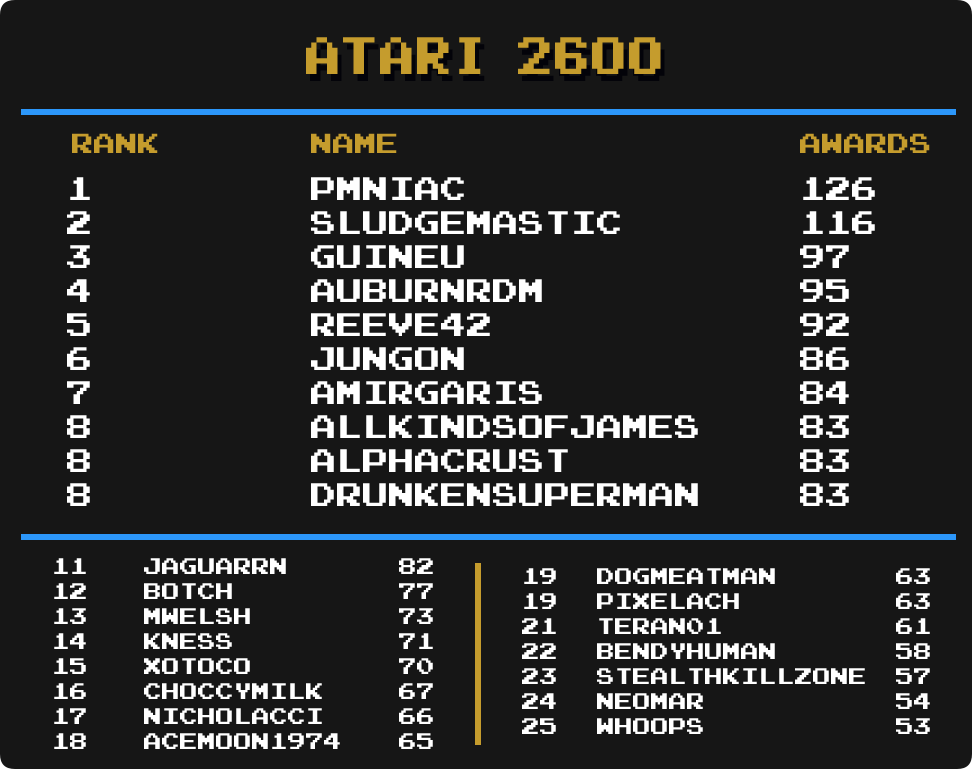 ATARI 2600
RANK NAME AWARDS
1 PMNIAC 126
2 SLUDGEMASTIC 116
3 GUINEU 97
4 AUBURNRDM 95
5 REEVE42 92
6 JUNGON 86
7 AMIRGARIS 84
8 ALLKINDSOFJAMES 83
8 ALPHACRUST 83
8 DRUNKENSUPERMAN 83
11 JAGUARRN 82
12 BOTCH 77
13 MWELSH 73
14 KNESS 71
15 XOTOCO 70
16 CHOCCYMILK 67
17 NICHOLACCI 66
18 ACEMOON1974 65
19 DOGMEATMAN 63
19 PIXELACH 63
21 TERAN01 61
22 BENDYHUMAN 58
23 STEALTHKILLZONE 57
24 NEOMAR 54
25 WHOOPS 53